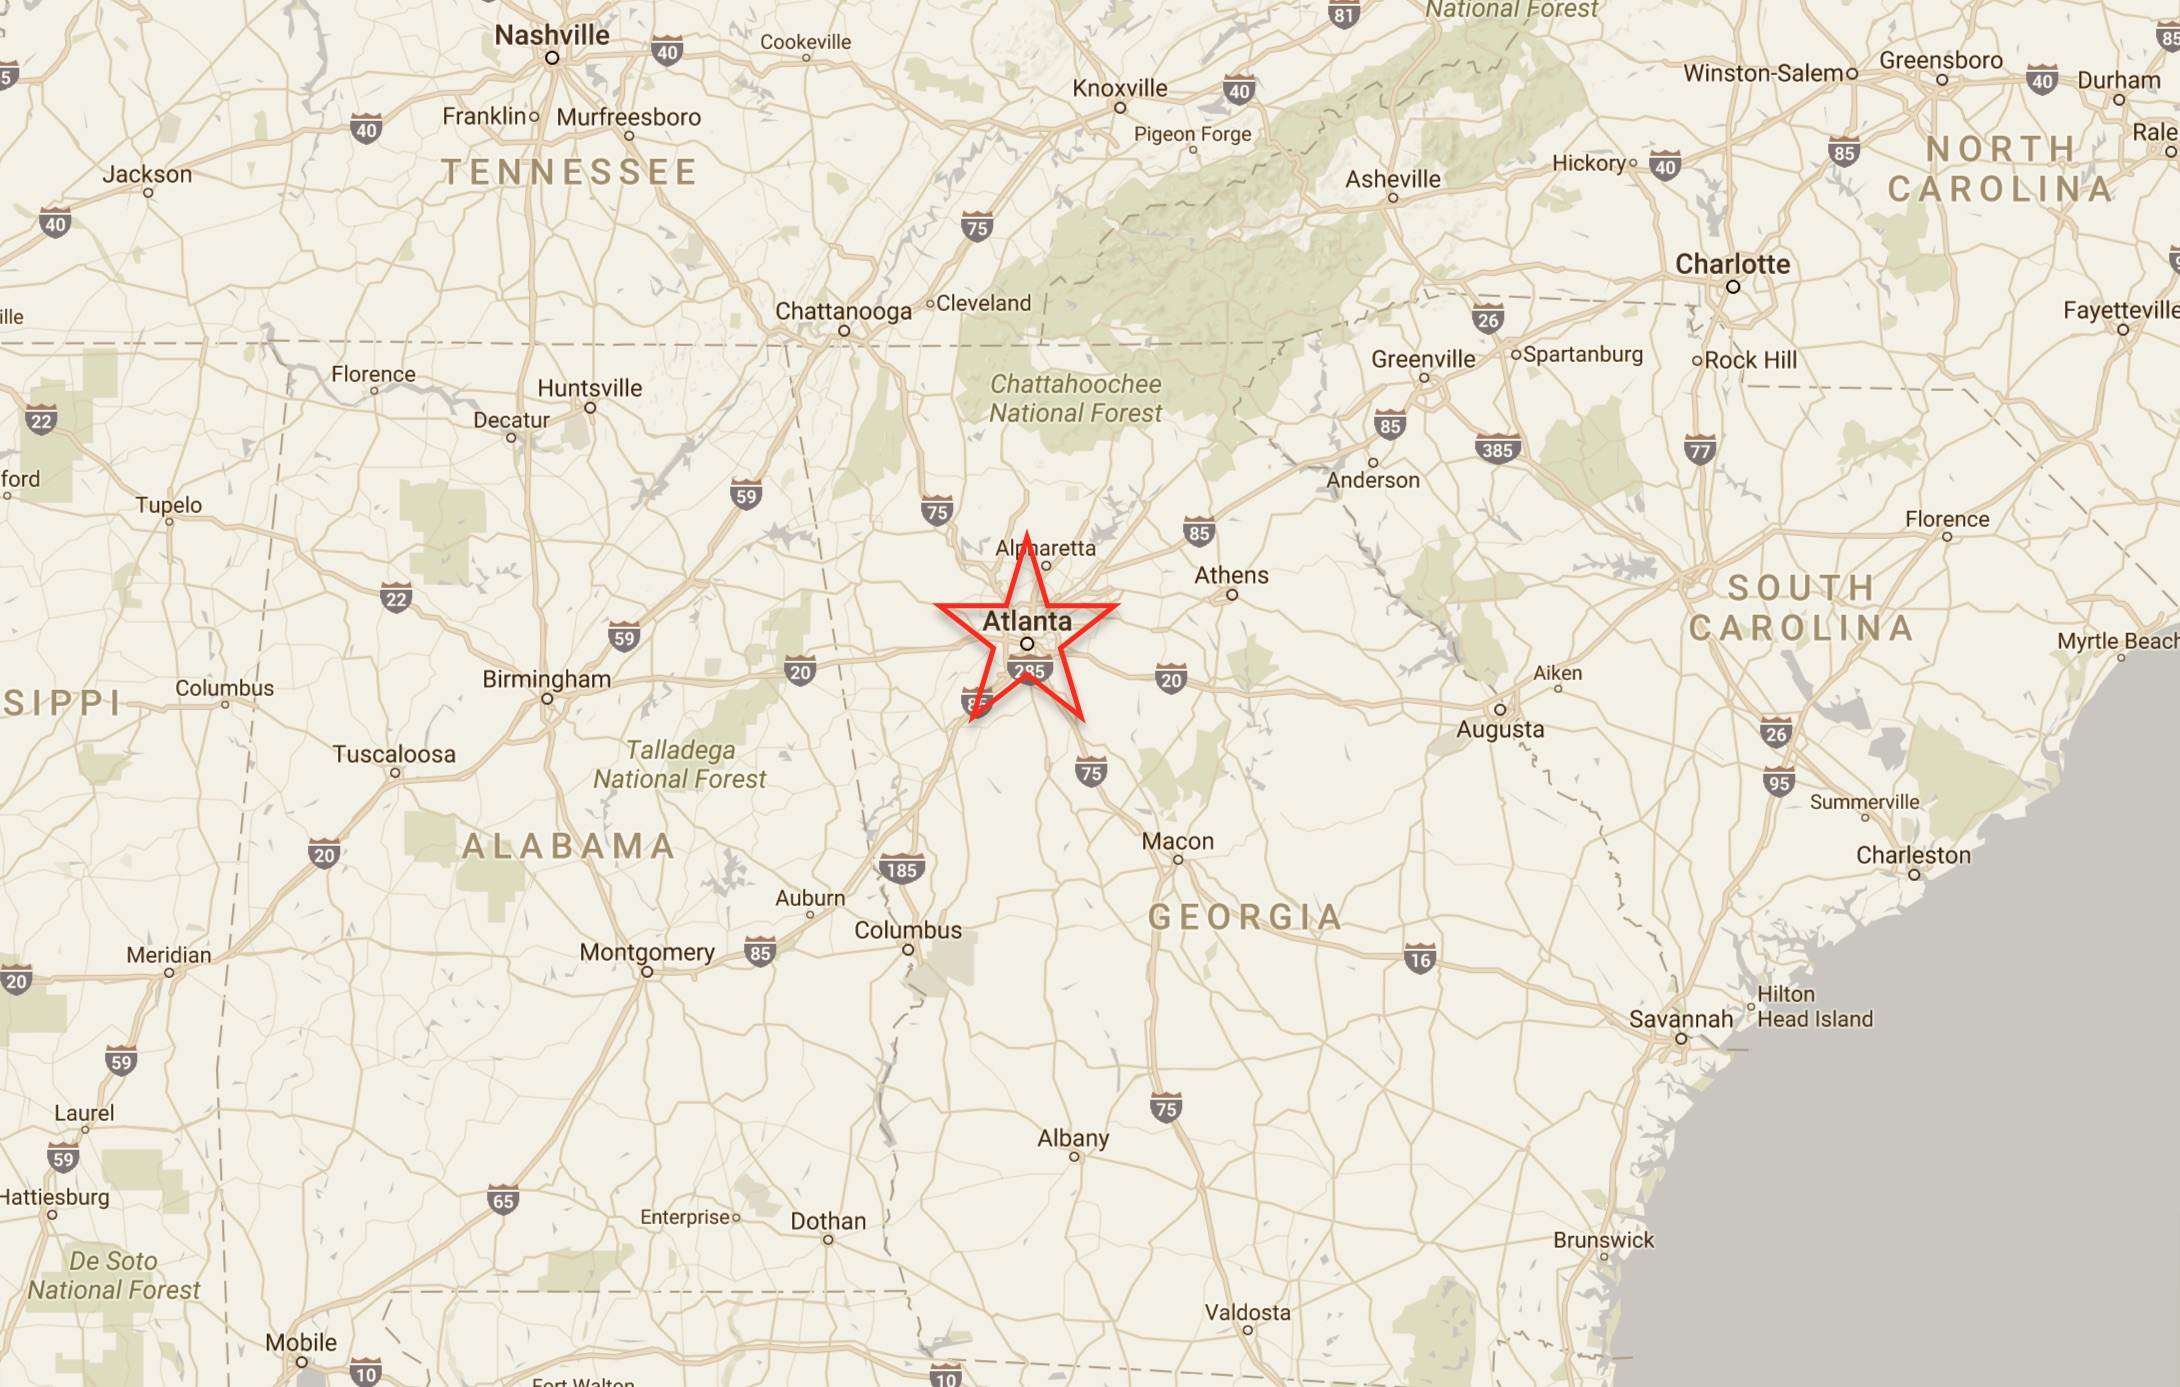 National Forest
81
Nashville
40
Cookeville
Knoxville
40
Winston-Salem
Greensboro
40
Durham
85
5
Franklin
Murfreesboro
40
Pigeon Forge
Hickory
40
85
NORTH
CAROLINA
Rale
Jackson
TENNESSEE
Asheville
40
75
Charlotte
Chattanooga
Cleveland
26
Fayetteville
ille
Greenville
Spartanburg
Rock Hill
Florence
Huntsville
Chattahoochee
National Forest
22
Decatur
85
385
77
ford
Anderson
Tupelo
59
75
85
Florence
Alpharetta
Athens
22
SOUTH
CAROLINA
59
Atlanta
285
85
20
20
Myrtle Beach
Birmingham
Aiken
SIPPI
Columbus
Augusta
26
Tuscaloosa
Talladega
National Forest
75
95
Summerville
20
ALABAMA
185
Macon
Charleston
Auburn
GEORGIA
Columbus
Meridian
Montgomery
85
16
20
Hilton
Head Island
Savannah
59
Laurel
75
59
Albany
Hattiesburg
65
Enterprise
Dothan
Brunswick
De Soto
National Forest
Valdosta
Mobile
10
Fort Walton
10